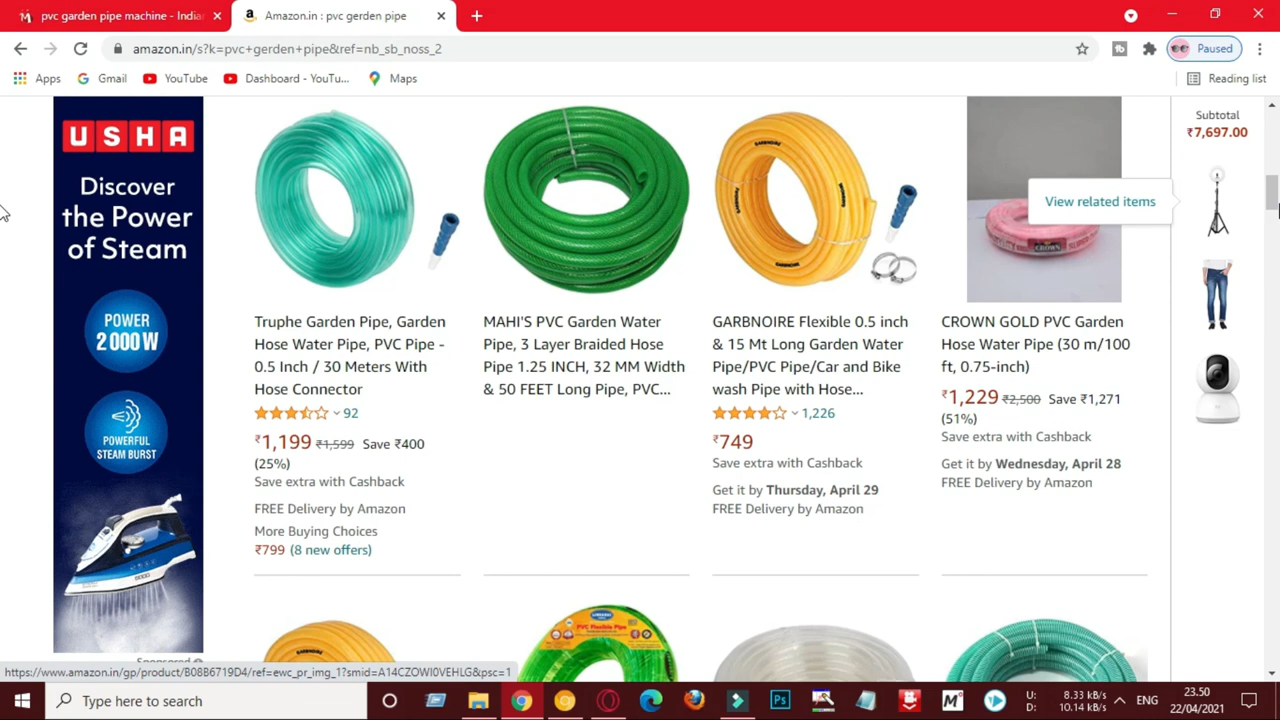 pvc garden pipe machine - Indian
Amazon.in : pvc gerden pipe
amazon.in/s?k=pvc+gerden+pipe&ref=nb_sb_noss_2
Paused
Apps
Gmail
YouTube
Dashboard - YouTu...
Maps
Reading list
USHA
Discover
the Power
of Steam
POWER
2000W
POWERFUL
STEAM BURST
Sponsored
Truphe Garden Pipe, Garden
Hose Water Pipe, PVC Pipe -
0.5 Inch / 30 Meters With
Hose Connector
92
₹1,199 ₹1,599 Save ₹400
(25%)
Save extra with Cashback
FREE Delivery by Amazon
More Buying Choices
₹799 (8 new offers)
MAHI'S PVC Garden Water
Pipe, 3 Layer Braided Hose
Pipe 1.25 INCH, 32 MM Width
& 50 FEET Long Pipe, PVC...
GARBNOIRE Flexible 0.5 inch
& 15 Mt Long Garden Water
Pipe/PVC Pipe/Car and Bike
wash Pipe with Hose...
1,226
₹749
Save extra with Cashback
Get it by Thursday, April 29
FREE Delivery by Amazon
CROWN
CROWN GOLD PVC Garden
Hose Water Pipe (30 m/100
ft, 0.75-inch)
₹1,229 ₹2,500 Save ₹1,271
(51%)
Save extra with Cashback
Get it by Wednesday, April 28
FREE Delivery by Amazon
View related items
Subtotal
₹7,697.00
PVC Flexible Pipe
https://www.amazon.in/gp/product/B08B6719D4/ref=ewc_pr_img_1?smid=A14CZOWI0VEHLG&psc=1
Type here to search
U: 8.33 kB/s
D: 10.14 kB/s
ENG
23.50
22/04/2021